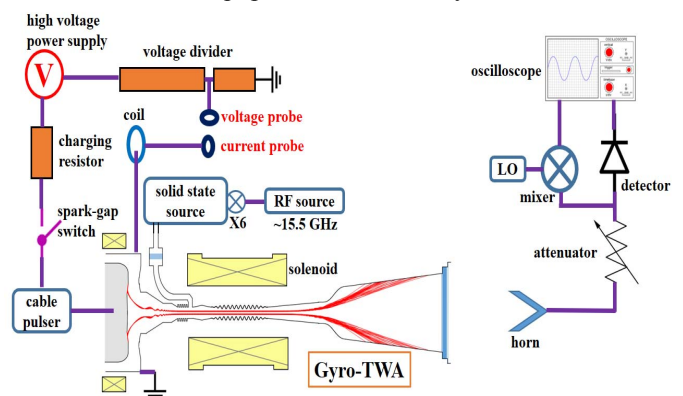 high voltage
power supply
V
voltage divider
voltage probe
current probe
coil
charging
resistor
spark-gap
switch
cable
pulser
solid state
source
X6
RF source
~15.5 GHz
solenoid
Gyro-TWA
oscilloscope
LO
mixer
detector
attenuator
horn